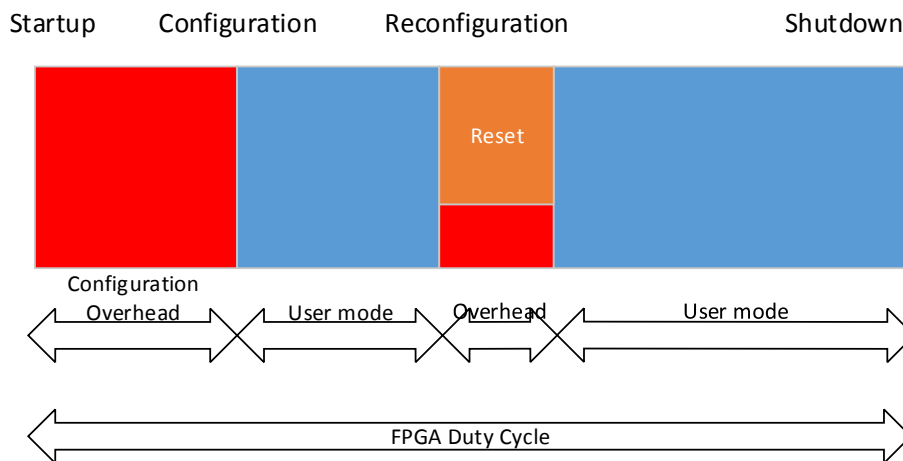 Startup Configuration Reconfiguration Shutdown
Reset
Configuration
Overhead User mode Overhead User mode
FPGA Duty Cycle